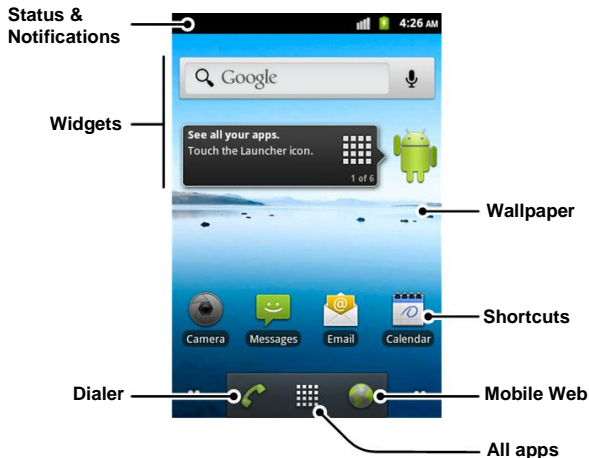 Status &
Notifications
4:26 AM
Google
Widgets
See all your apps.
Touch the Launcher icon.
1 of 6
Wallpaper
Camera Messages Email Calendar
Shortcuts
Dialer
Mobile Web
All apps